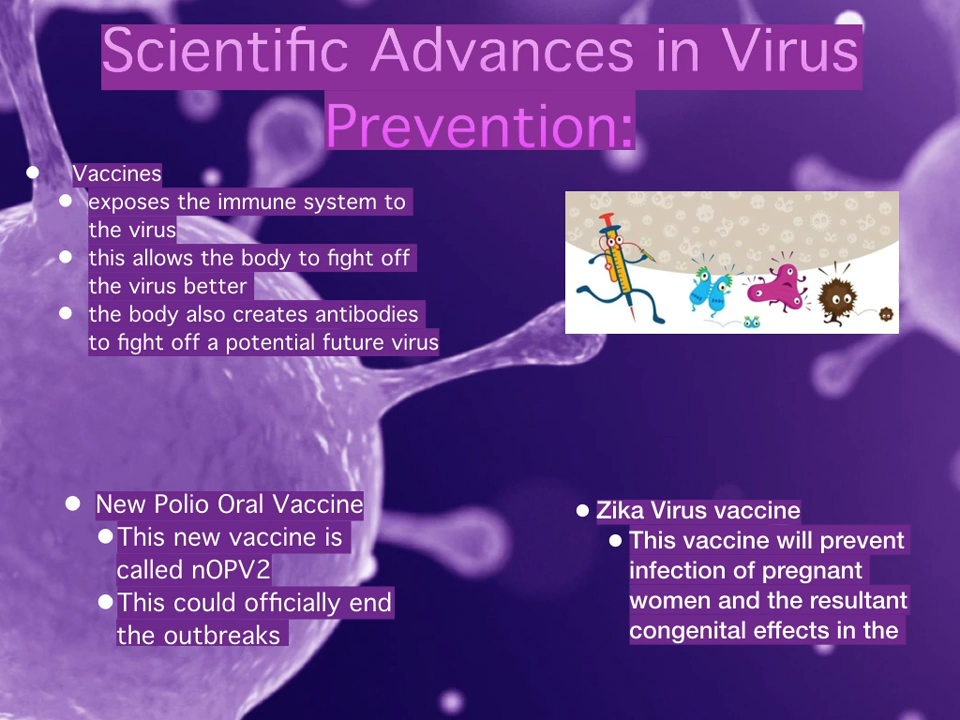 Scientific Advances in Virus
Prevention:
● Vaccines
● exposes the immune system to
the virus
● this allows the body to fight off
the virus better
● the body also creates antibodies
to fight off a potential future virus
● New Polio Oral Vaccine
● This new vaccine is
called nOPV2
● This could officially end
the outbreaks
● Zika Virus vaccine
● This vaccine will prevent
infection of pregnant
women and the resultant
congenital effects in the